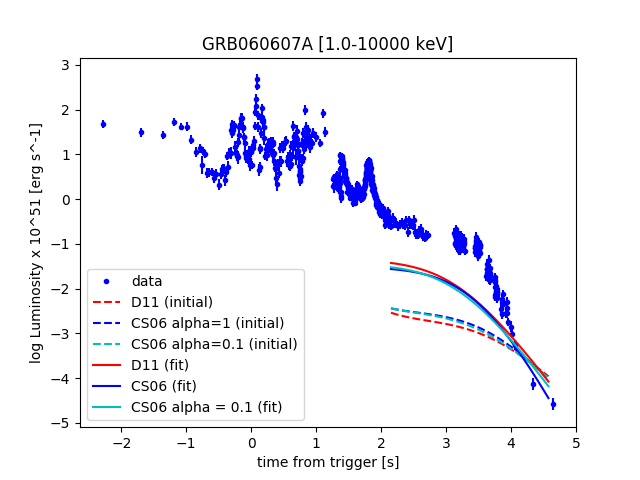 GRB060607A [1.0-10000 keV]
log Luminosity x 10^51 [erg s^-1]
3
2
1
0
−1
−2
−3
−4
−5
data
D11 (initial)
CS06 alpha=1 (initial)
CS06 alpha=0.1 (initial)
D11 (fit)
CS06 (fit)
CS06 alpha = 0.1 (fit)
−2 −1 0 1 2 3 4 5
time from trigger [s]